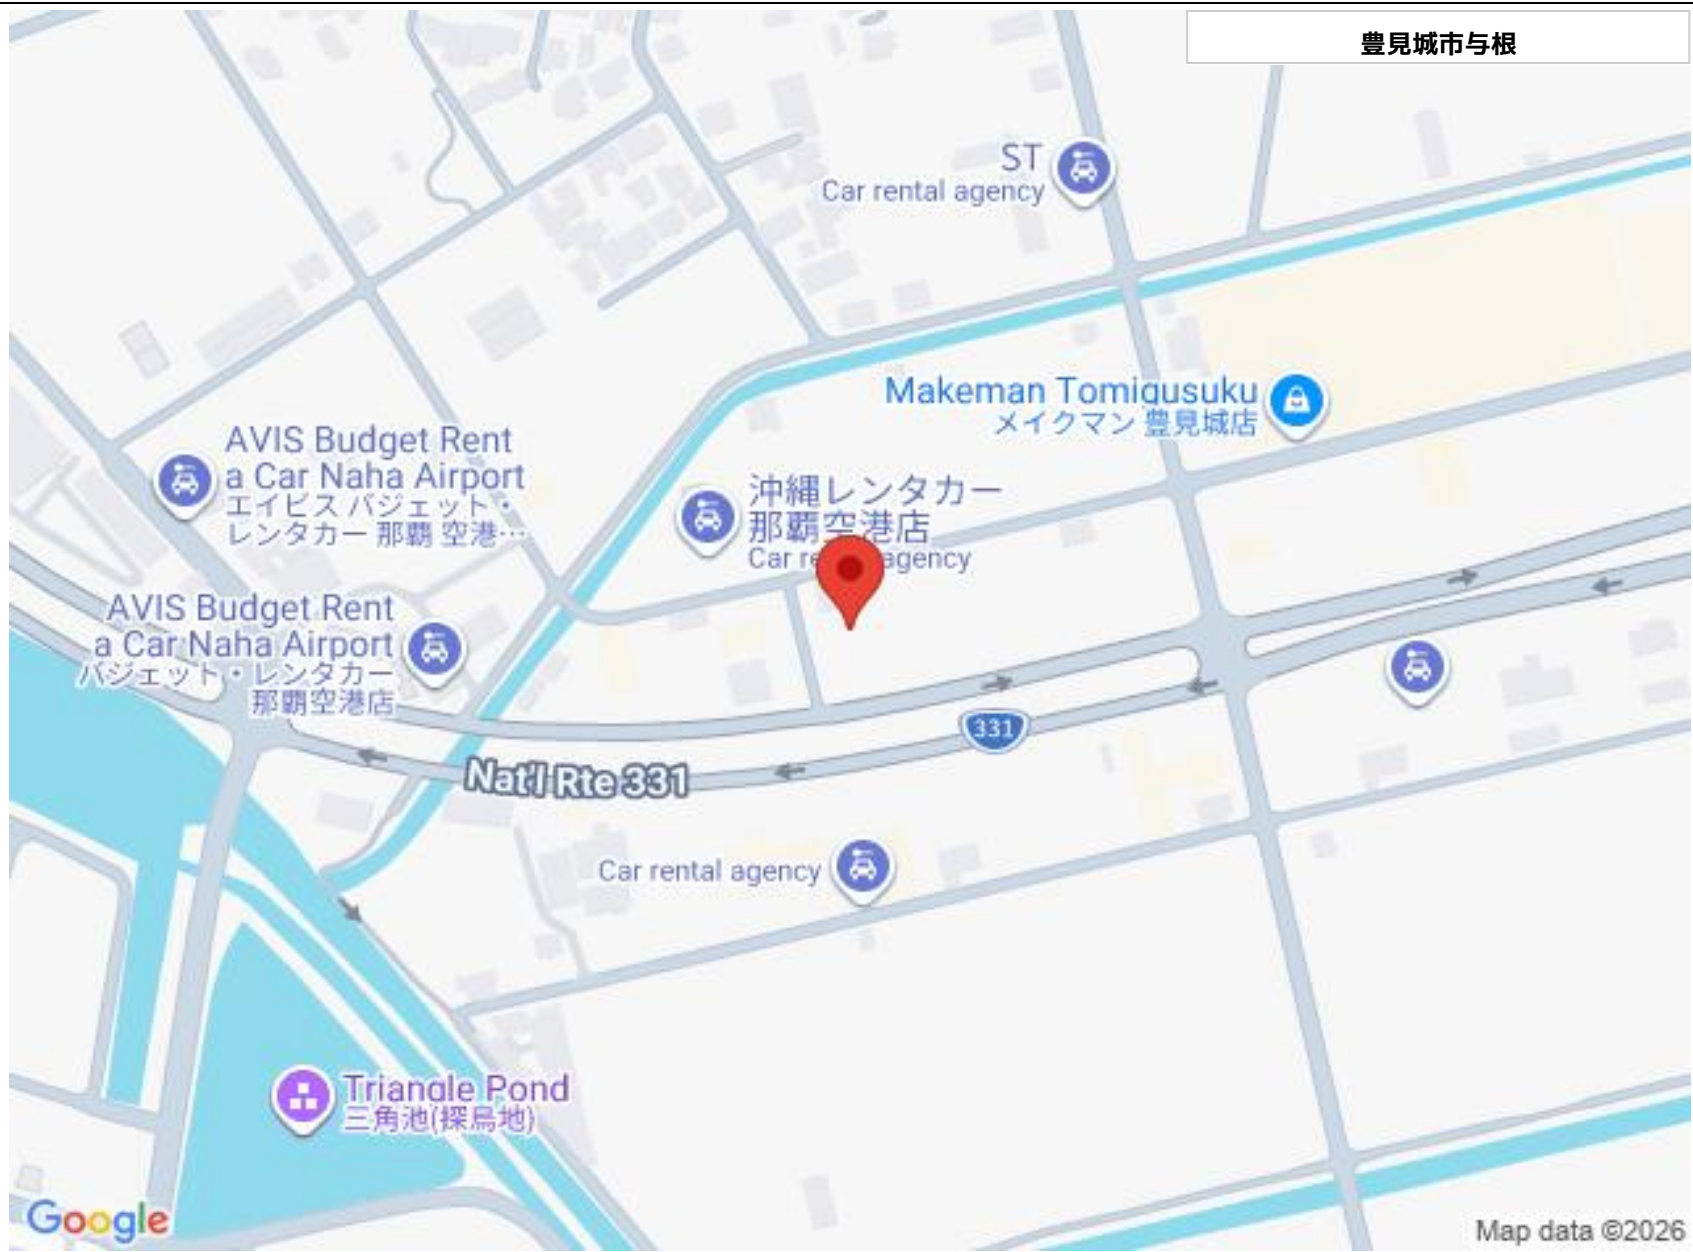 豊見城市与根
ST
Car rental agency
Makeman Tomigusuku
メイクマン 豊見城店
AVIS Budget Rent
a Car Naha Airport
エイビス バジェット・
レンタカー 那覇 空港…
沖縄レンタカー
那覇空港店
Car re agency
AVIS Budget Rent
a Car Naha Airport
バジェット・レンタカー
那覇空港店
331
Nat'l Rte 331
Car rental agency
Triangle Pond
三角池(探鳥地)
Google
Map data ©2026